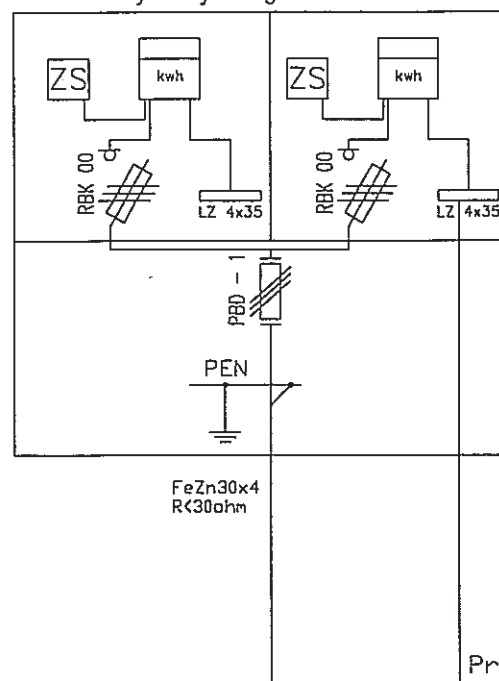 ZS
kwh
ZS
kwh
RBK 00
LZ 4x35
RBK 00
LZ 4x35
PBD - 1
PEN
FeZn30x4
R<30ohm
Pr